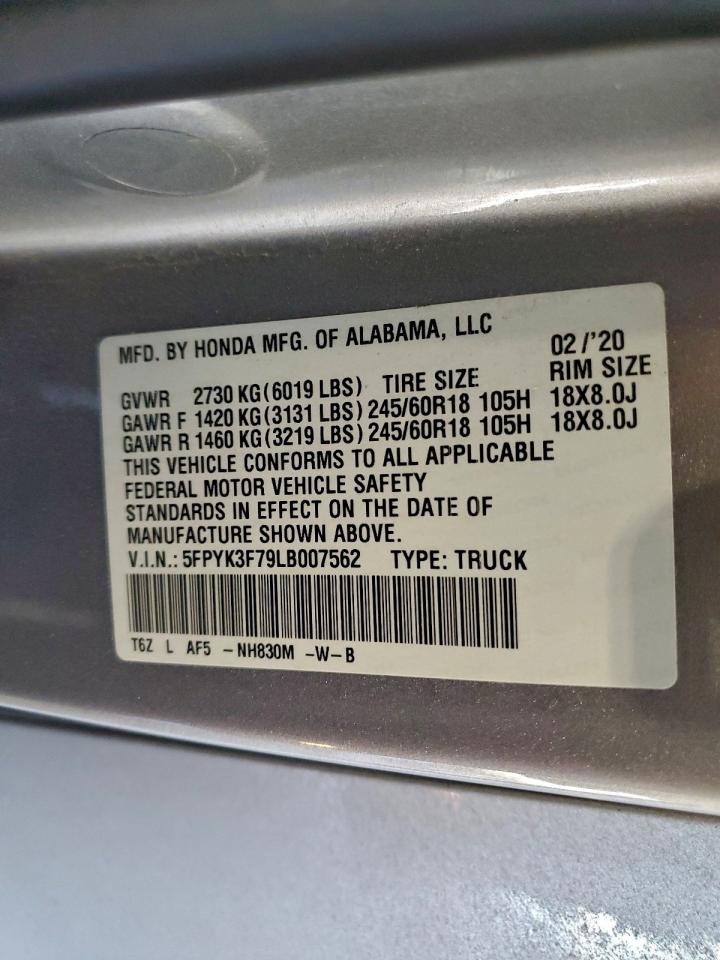 MFD. BY HONDA MFG. OF ALABAMA, LLC 02/'20
GVWR 2730 KG(6019 LBS) TIRE SIZE RIM SIZE
GAWR F 1420 KG(3131 LBS) 245/60R18 105H 18X8.0J
GAWR R 1460 KG(3219 LBS) 245/60R18 105H 18X8.0J
THIS VEHICLE CONFORMS TO ALL APPLICABLE
FEDERAL MOTOR VEHICLE SAFETY
STANDARDS IN EFFECT ON THE DATE OF
MANUFACTURE SHOWN ABOVE.
V.I.N.: 5FPYK3F79LB007562 TYPE: TRUCK
T6Z L AF5 -NH830M -W-B